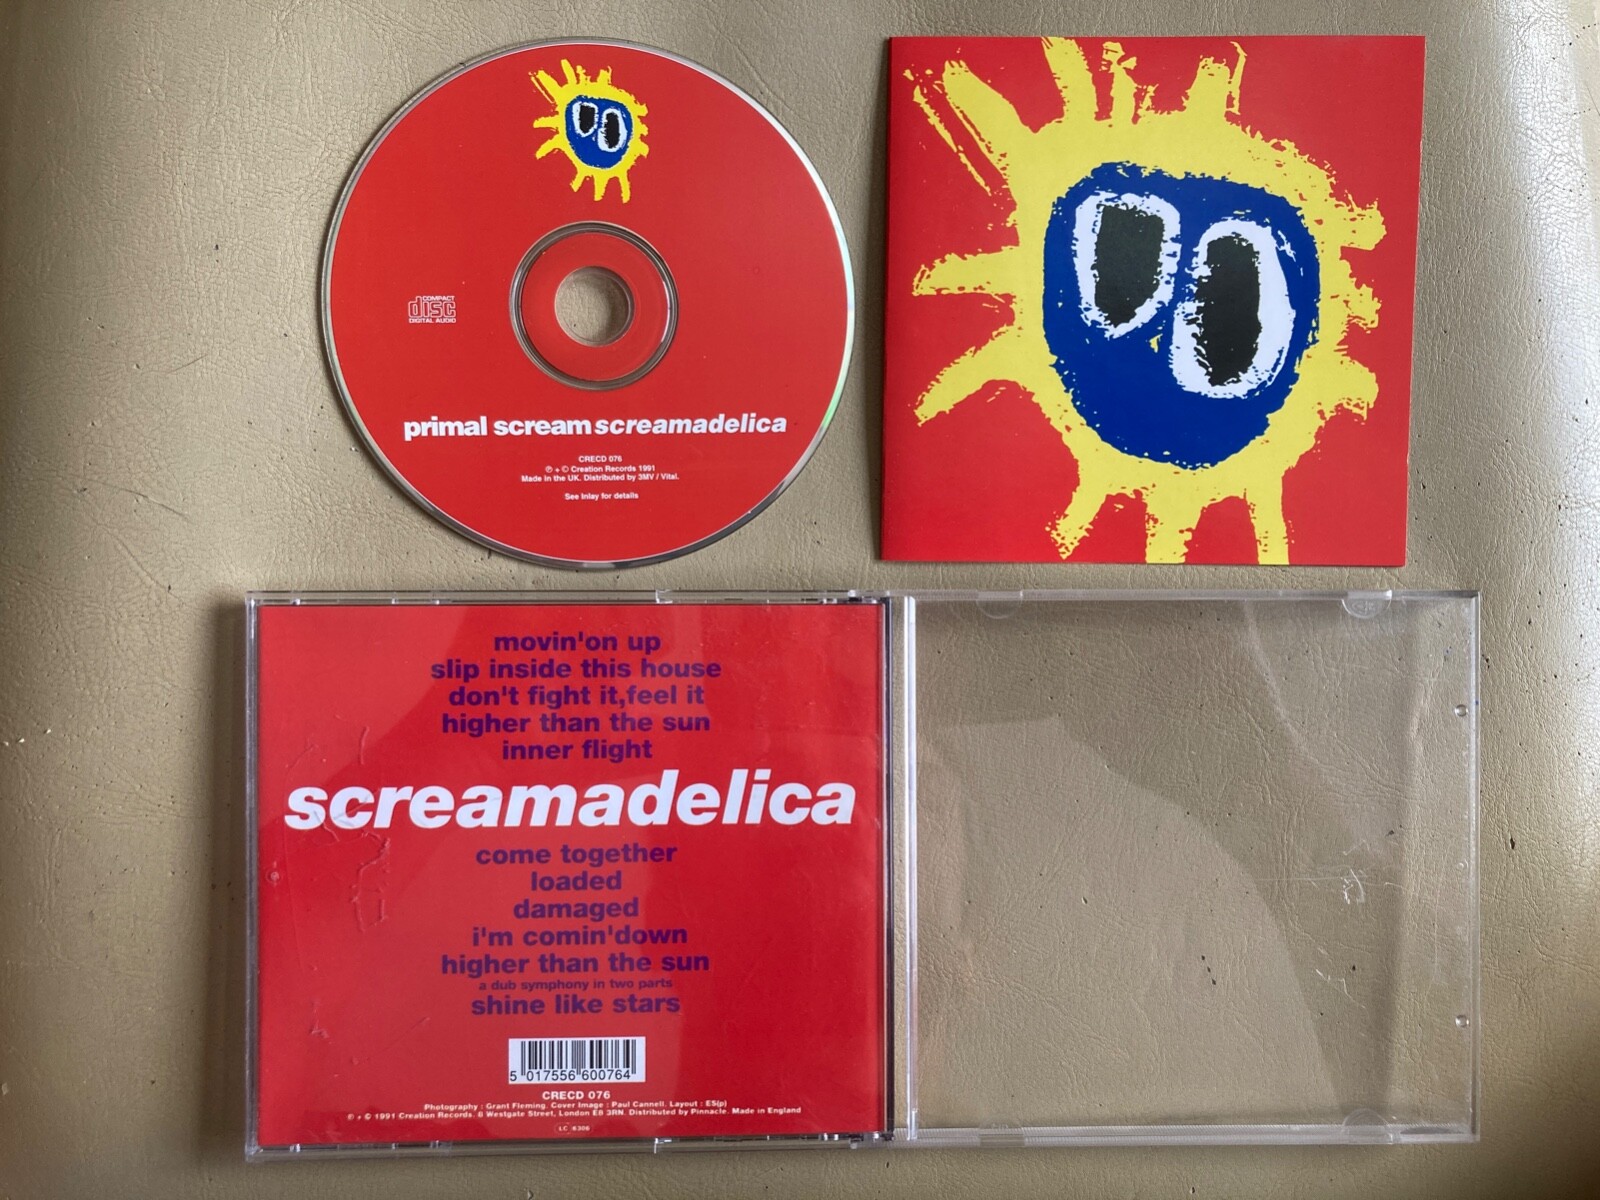 COMPACT
disc
DIGITAL AUDIO
primal scream screamadelica
CRECD 076
℗ + © Creation Records 1991
Made In the UK. Distributed by 3MV / Vital.
See Inlay for details
movin'on up
slip inside this house
don't fight it,feel it
higher than the sun
inner flight
screamadelica
come together
loaded
damaged
i'm comin'down
higher than the sun
a dub symphony in two parts
shine like stars
5 017556 600764
CRECD 076
Photography : Grant Fleming. Cover Image : Paul Cannell. Layout : ES(p)
℗ + © 1991 Creation Records. 8 Westgate Street, London E8 3RN. Distributed by Pinnacle. Made in England
LC 6306